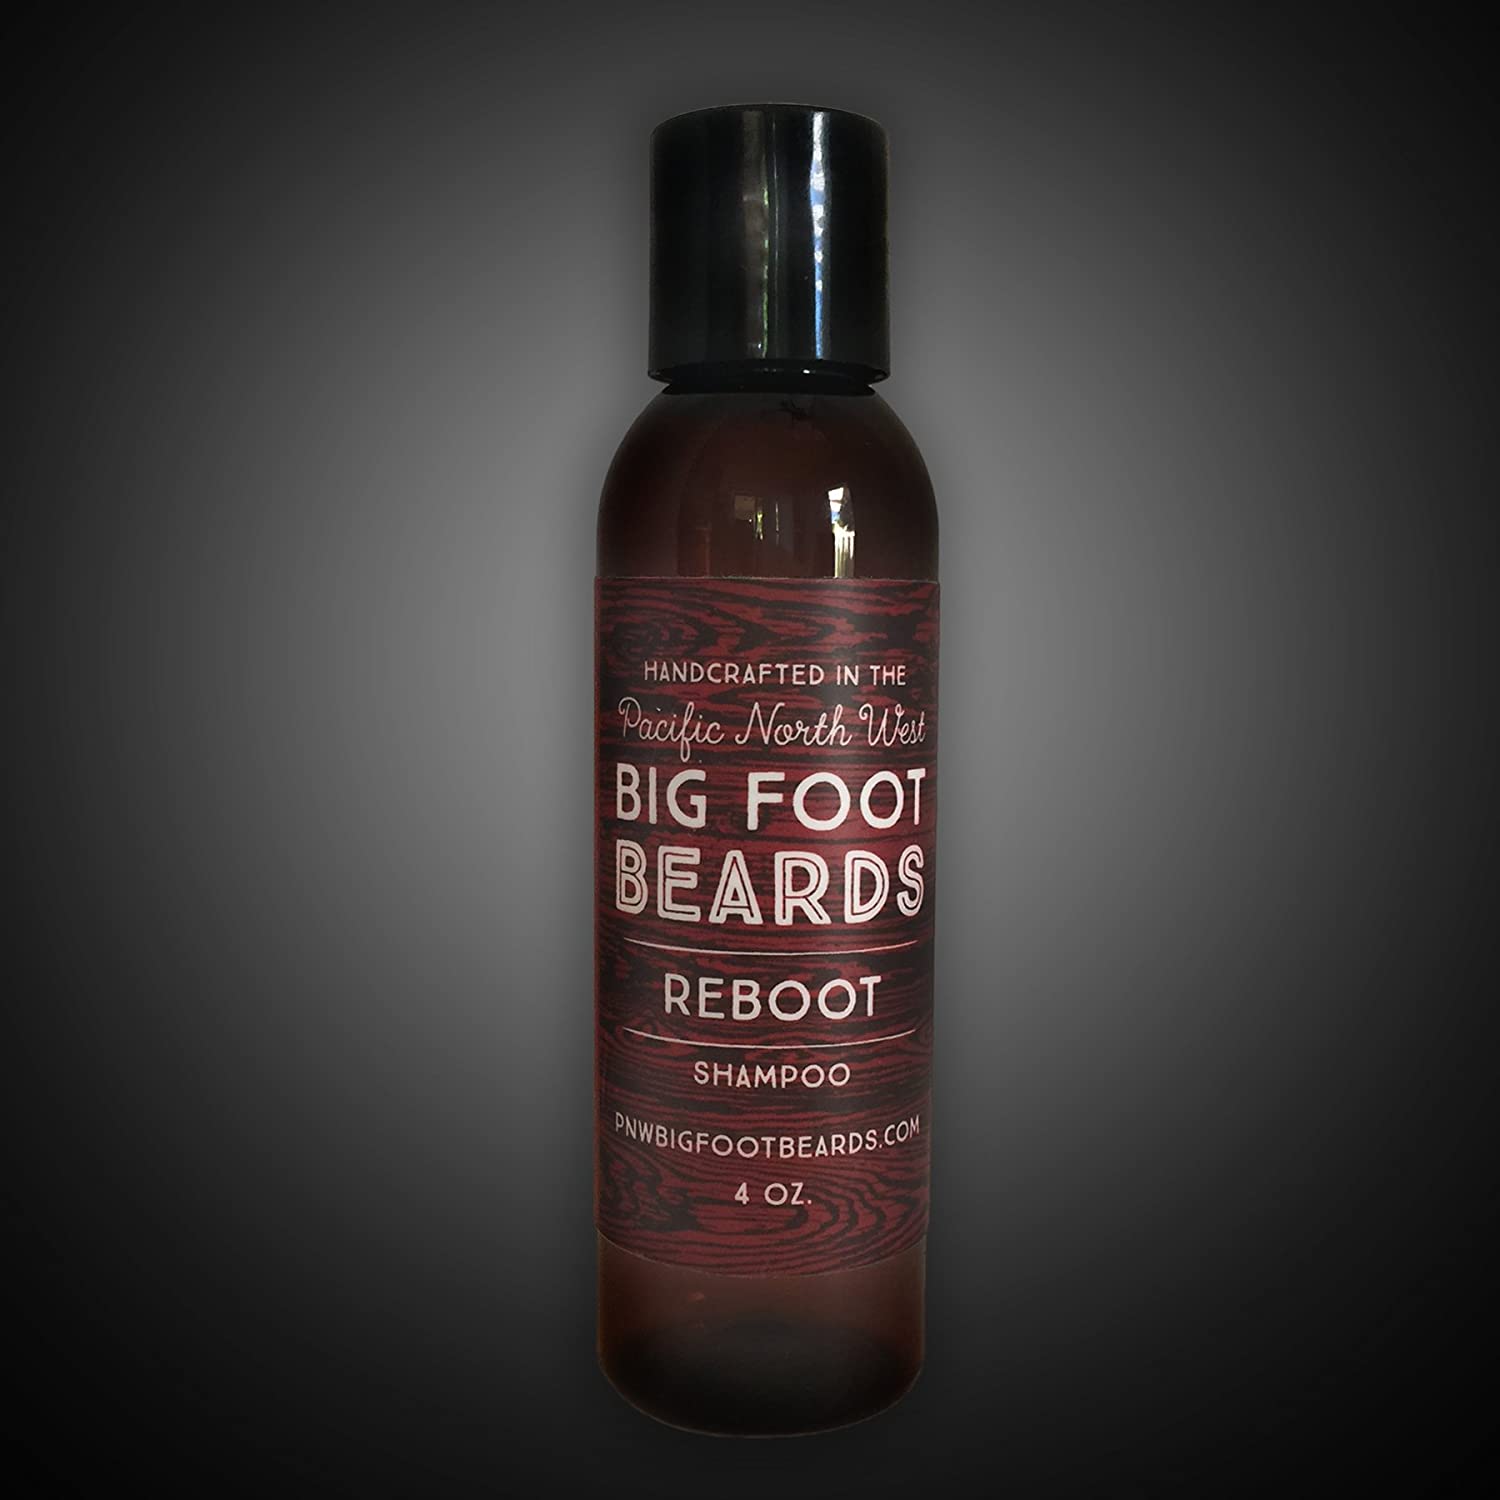 HANDCRAFTED IN THE
Pacific North West
BIG FOOT
BEARDS
REBOOT
SHAMPOO
PNWBIGFOOTBEARDS.COM
4 OZ.